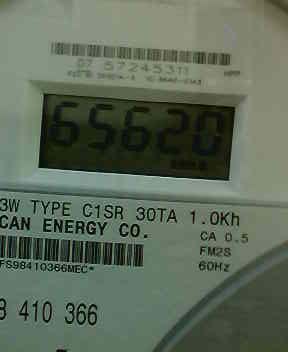 07 57245311
65620
3W TYPE C1SR 30TA 1.0Kh
CAN ENERGY CO.
CA 0.5
FM2S
FS98410366MEC*
60Hz
8 410 366